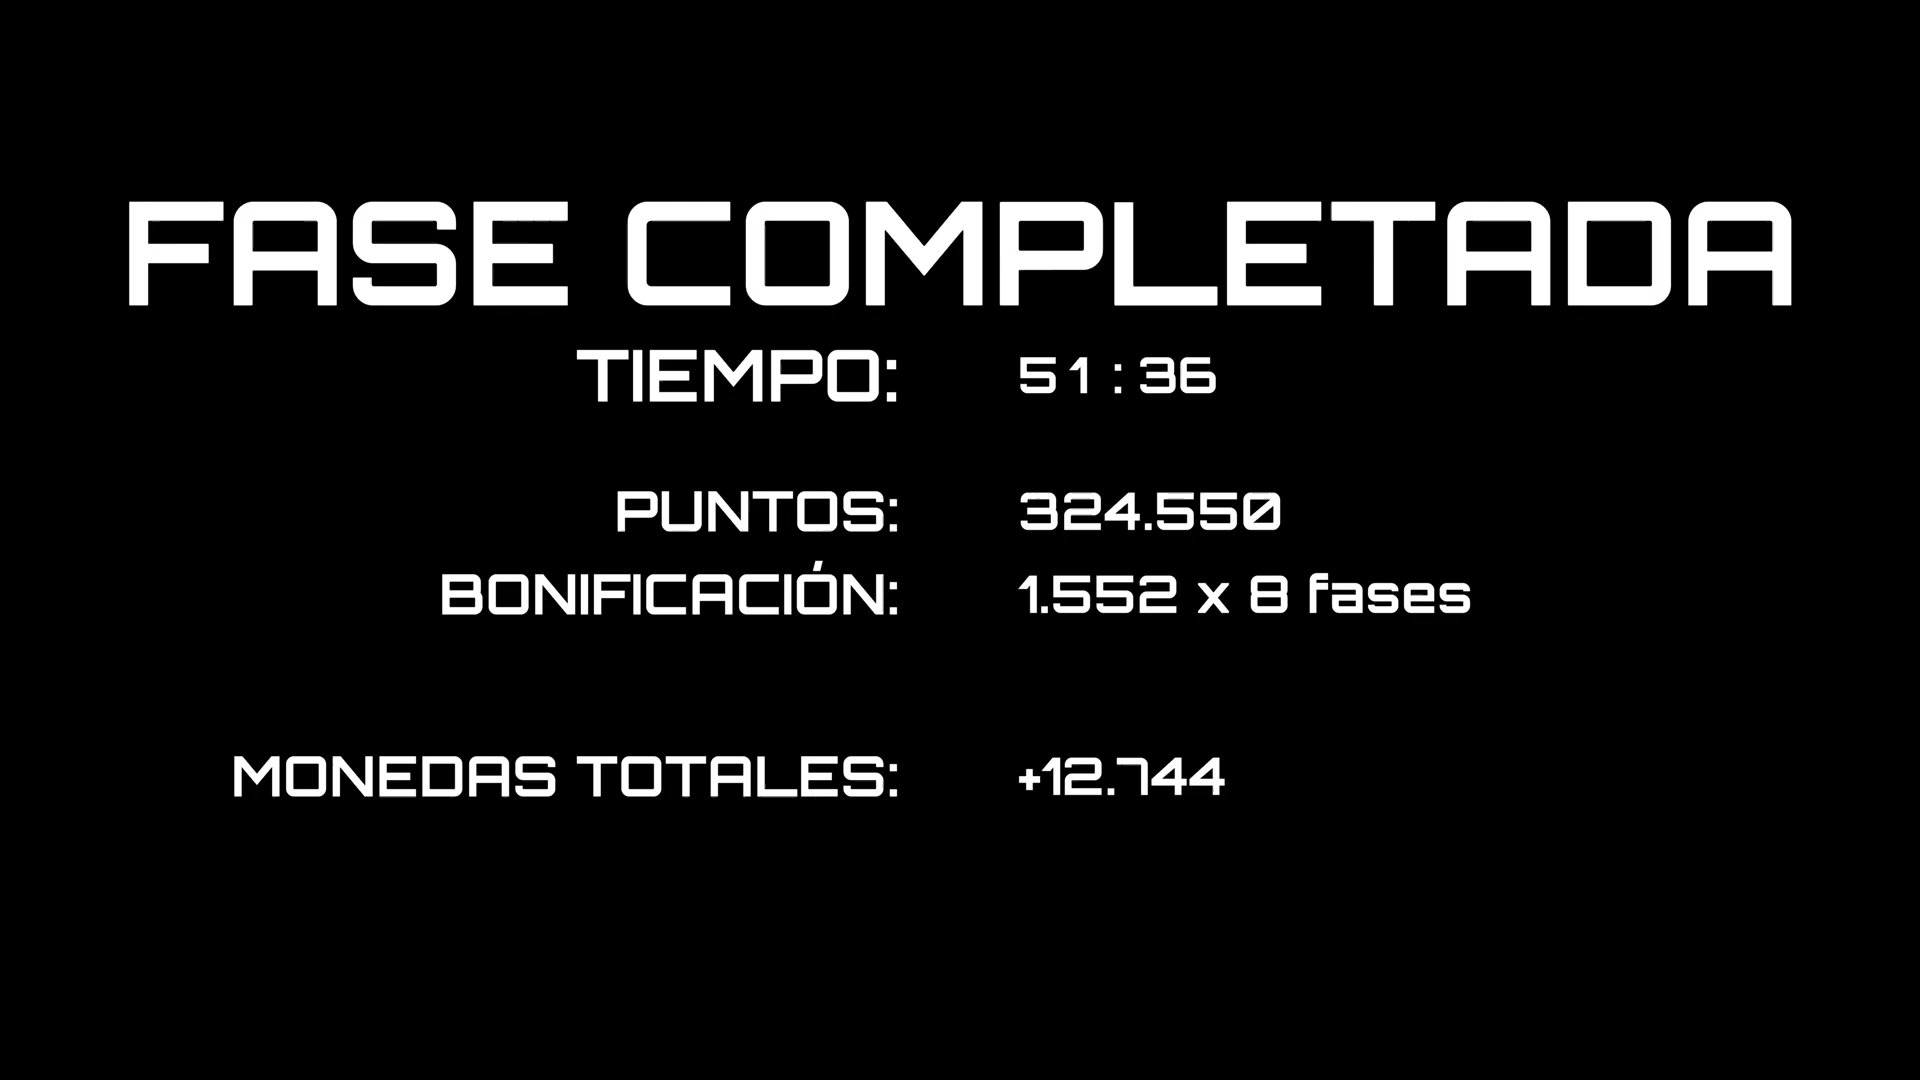 FASE COMPLETADA
TIEMPO: 51 : 36
PUNTOS: 324.550
BONIFICACIÓN: 1.552 x 8 fases
MONEDAS TOTALES: +12.744